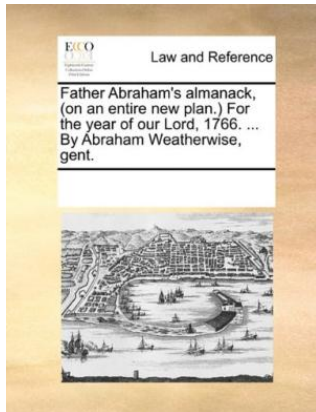 ECCO
Law and Reference
Father Abraham's almanack,
(on an entire new plan.) For
the year of our Lord, 1766. ...
By Abraham Weatherwise,
gent.